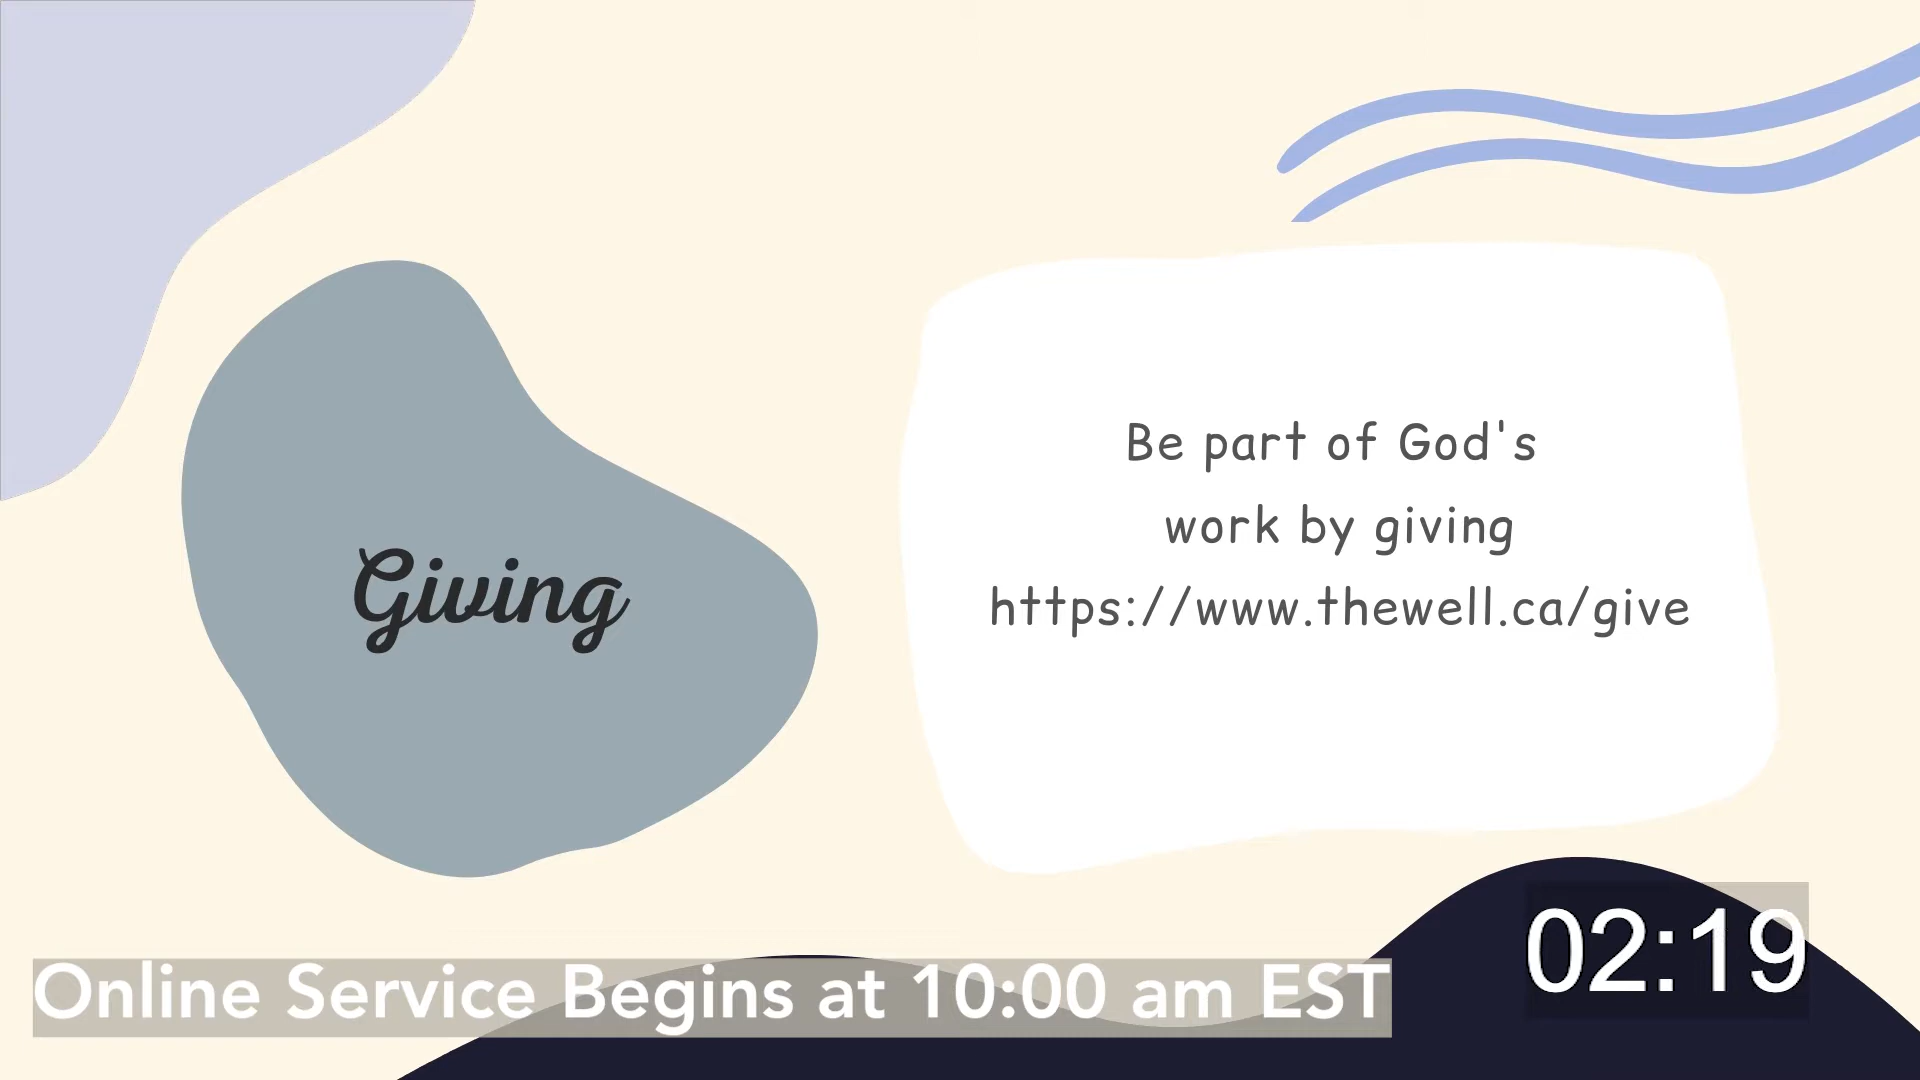 Giving
Be part of God's
work by giving
https://www.thewell.ca/give
Online Service Begins at 10:00 am EST
02:19